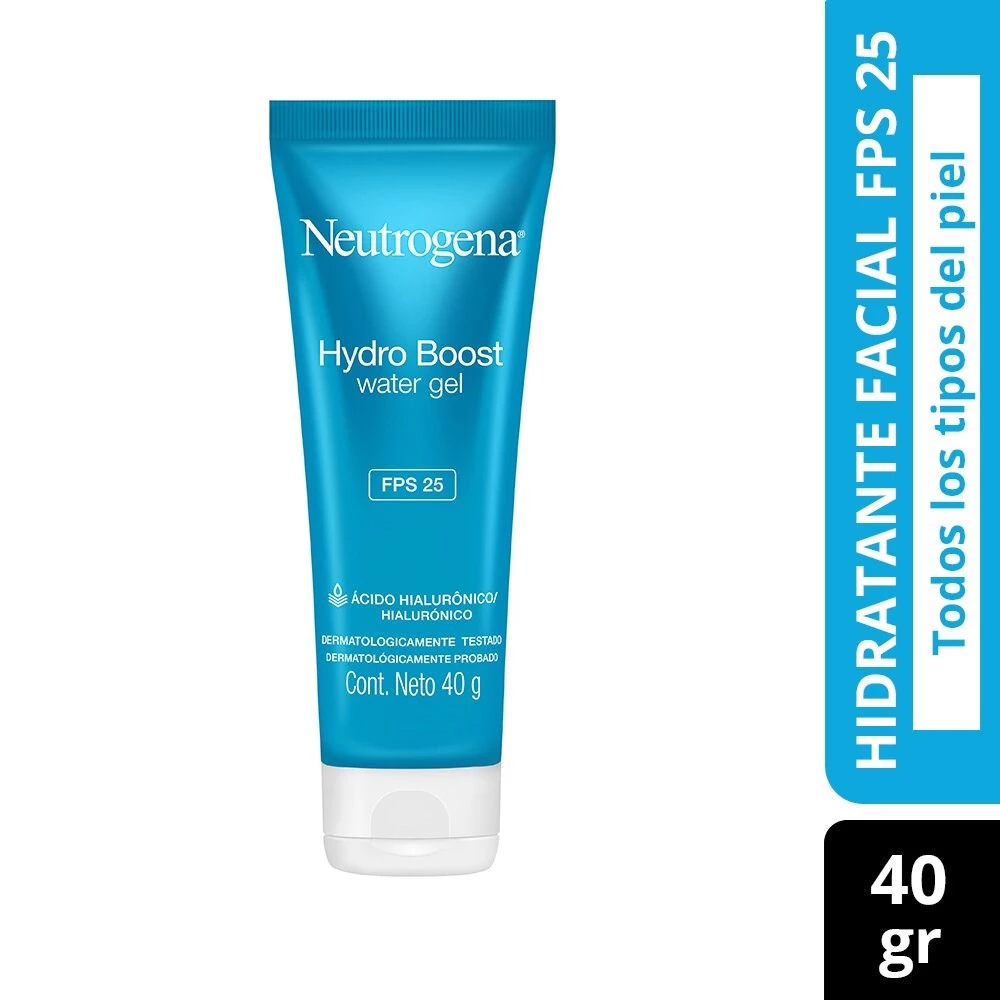 Neutrogena®
Hydro Boost
water gel
FPS 25
ÁCIDO HIALURÔNICO/
HIALURÓNICO
DERMATOLOGICAMENTE TESTADO
DERMATOLÓGICAMENTE PROBADO
Cont. Neto 40 g
HIDRATANTE FACIAL FPS 25
Todos los tipos del piel
40
gr